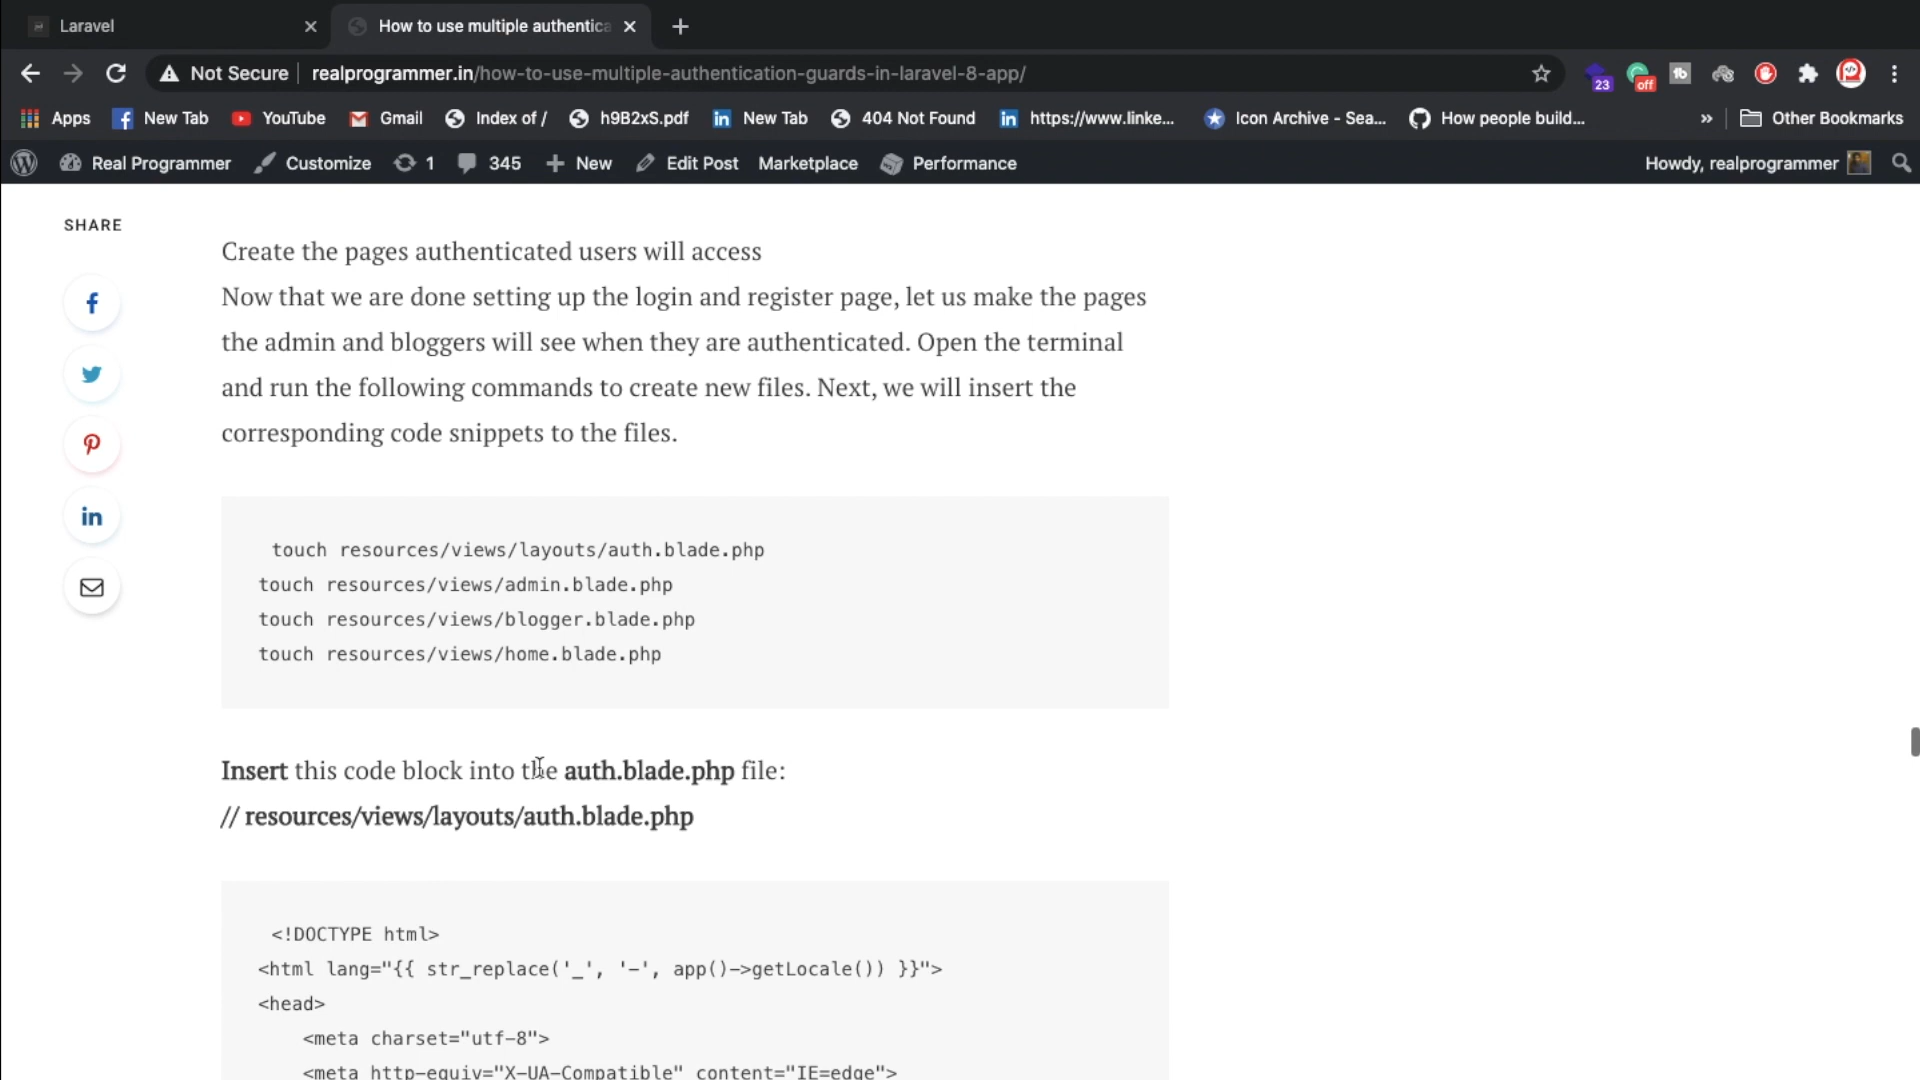 Laravel
How to use multiple authentica
Not Secure realprogrammer.in/how-to-use-multiple-authentication-guards-in-laravel-8-app/
23 off
Apps New Tab YouTube Gmail Index of / h9B2xS.pdf New Tab 404 Not Found https://www.linke... Icon Archive - Sea... How people build... » Other Bookmarks
Real Programmer Customize 1 345 New Edit Post Marketplace Performance Howdy, realprogrammer
SHARE
Create the pages authenticated users will access
Now that we are done setting up the login and register page, let us make the pages
the admin and bloggers will see when they are authenticated. Open the terminal
and run the following commands to create new files. Next, we will insert the
corresponding code snippets to the files.
touch resources/views/layouts/auth.blade.php
touch resources/views/admin.blade.php
touch resources/views/blogger.blade.php
touch resources/views/home.blade.php
Insert this code block into the auth.blade.php file:
// resources/views/layouts/auth.blade.php
<!DOCTYPE html>
<html lang="{{ str_replace('_', '-', app()->getLocale()) }}">
<head>
<meta charset="utf-8">
<meta http-equiv="X-UA-Compatible" content="IE=edge">